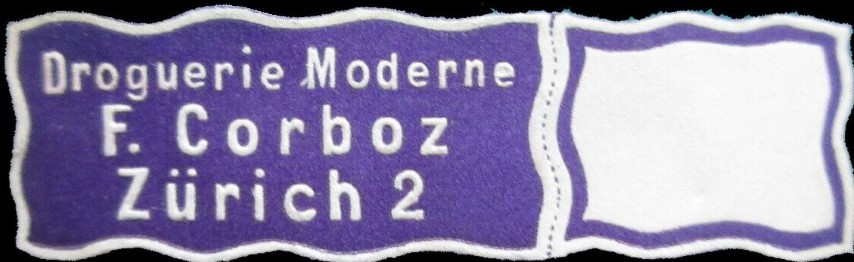 Droguerie Moderne
F. Corboz
Zürich 2